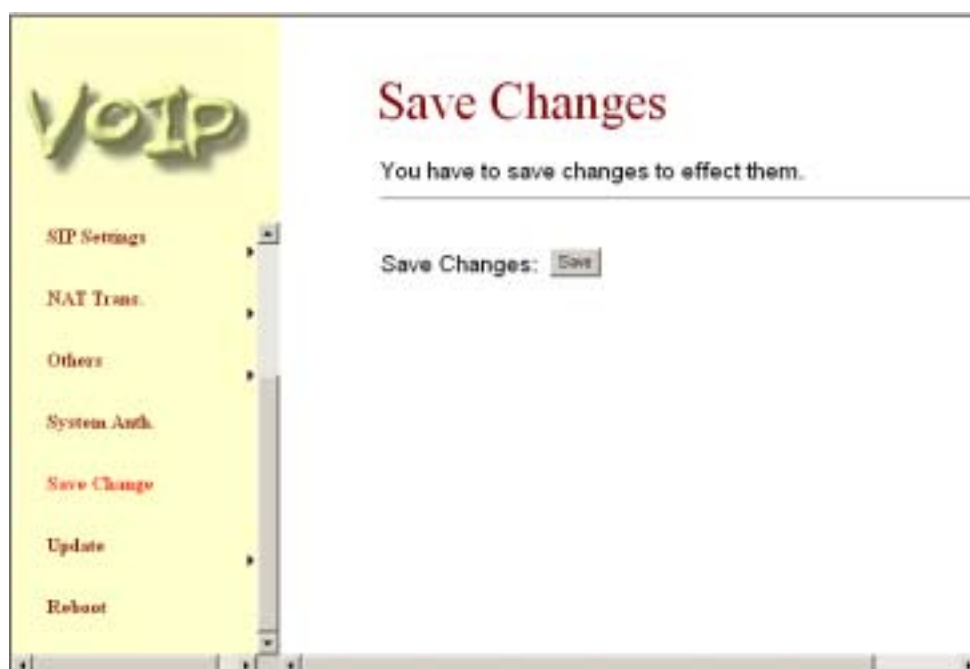 VOIP
SIP Settings
NAT Trans.
Others
System Auth.
Save Change
Update
Reboot
Save Changes
You have to save changes to effect them.
Save Changes: Save